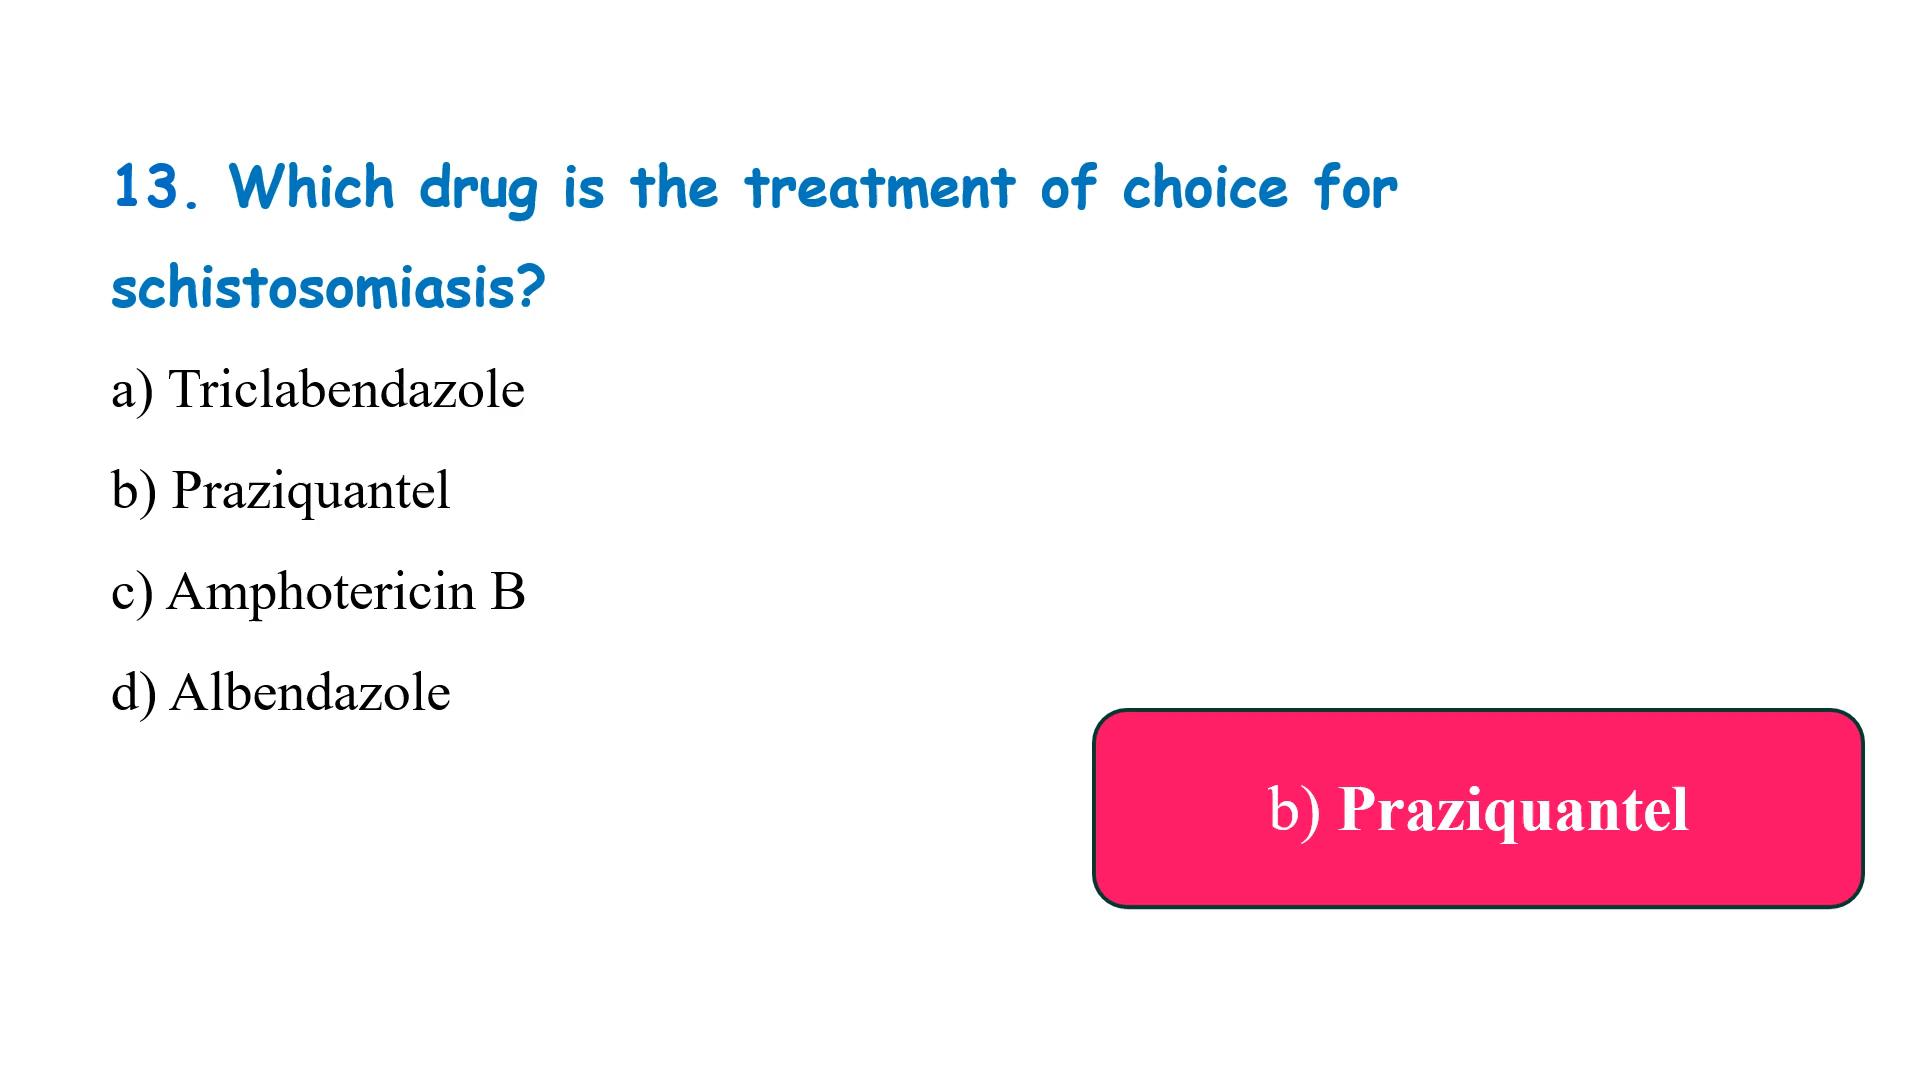 13. Which drug is the treatment of choice for
schistosomiasis?
a) Triclabendazole
b) Praziquantel
c) Amphotericin B
d) Albendazole
b) Praziquantel